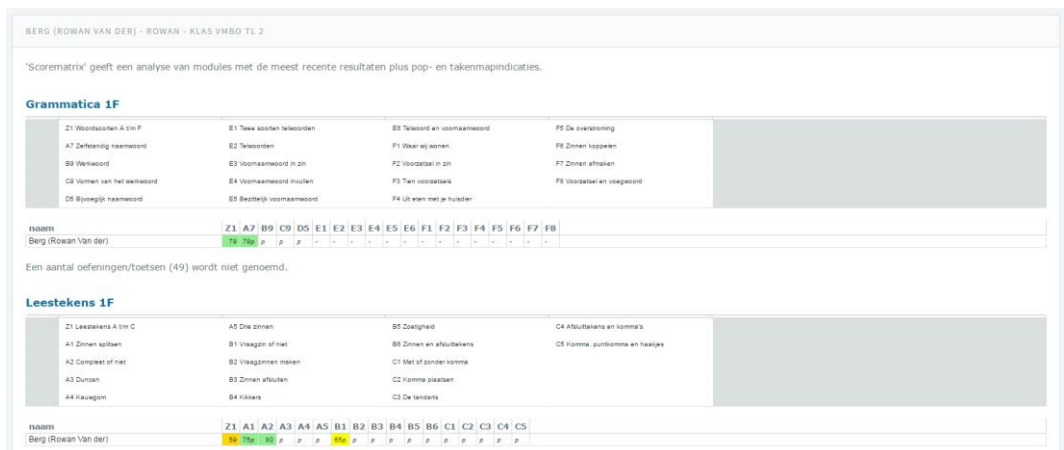 BERG (ROWAN VAN DER) - ROWAN - KLAS VMBO TL 2
'Scorematrix' geeft een analyse van modules met de meest recente resultaten plus pop- en takenmapindicaties.
Grammatica 1F
Z1 Woordsoorten A t/m F E1 Twee soorten telwoorden E6 Telwoord en voornaamwoord F5 De overstroming
A7 Zelfstandig naamwoord E2 Telwoorden F1 Waar wij wonen F6 Zinnen koppelen
B9 Werkwoord E3 Voornaamwoord in zin F2 Voorzetsel in zin F7 Zinnen afmaken
C9 Vormen van het werkwoord E4 Voornaamwoord invullen F3 Tien voorzetsels F8 Voorzetsel en voegwoord
D5 Bijvoeglijk naamwoord E5 Bezittelijk voornaamwoord F4 Uit eten met je huisdier
naam Z1 A7 B9 C9 D5 E1 E2 E3 E4 E5 E6 F1 F2 F3 F4 F5 F6 F7 F8
Berg (Rowan Van der) 79 79p p p p - - - - - - - - - - - - - -
Een aantal oefeningen/toetsen (49) wordt niet genoemd.
Leestekens 1F
Z1 Leestekens A t/m C A5 Drie zinnen B5 Zoetigheid C4 Afsluittekens en komma's
A1 Zinnen splitsen B1 Vraagzin of niet B6 Zinnen en afsluittekens C5 Komma, puntkomma en haakjes
A2 Compleet of niet B2 Vraagzinnen maken C1 Met of zonder komma
A3 Duncan B3 Zinnen afsluiten C2 Komma plaatsen
A4 Kauwgom B4 Kikkers C3 De tandarts
naam Z1 A1 A2 A3 A4 A5 B1 B2 B3 B4 B5 B6 C1 C2 C3 C4 C5
Berg (Rowan Van der) 59 75p 80 p p p 65p p p p p p p p p p p